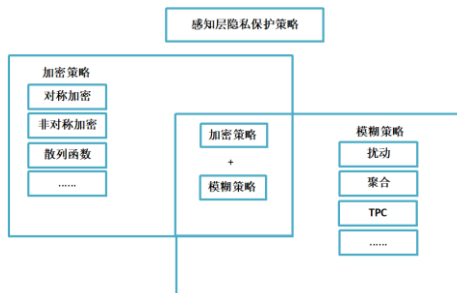 感知层隐私保护策略
加密策略
对称加密
非对称加密
散列函数
......
加密策略
+
模糊策略
模糊策略
扰动
聚合
TPC
......